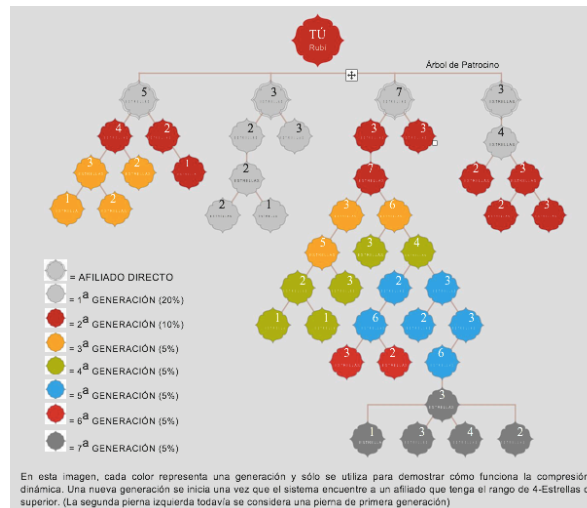 TÚ
Rubí
Árbol de Patrocino
5 3 7 3
ESTRELLAS
4 2 2 3 3 3 4
ESTRELLAS
3 2 1 2 7 2 3
1 2 2 1 3 6 2 3
5 3 4
2 3 2 3
1 1 6 2 3
3 2 6
3
ESTRELLAS
1 3 4 2
= AFILIADO DIRECTO
= 1ª GENERACIÓN (20%)
= 2ª GENERACIÓN (10%)
= 3ª GENERACIÓN (5%)
= 4ª GENERACIÓN (5%)
= 5ª GENERACIÓN (5%)
= 6ª GENERACIÓN (5%)
= 7ª GENERACIÓN (5%)
En esta imagen, cada color representa una generación y sólo se utiliza para demostrar cómo funciona la compresión
dinámica. Una nueva generación se inicia una vez que el sistema encuentre a un afiliado que tenga el rango de 4-Estrellas
superior. (La segunda pierna izquierda todavía se considera una pierna de primera generación)